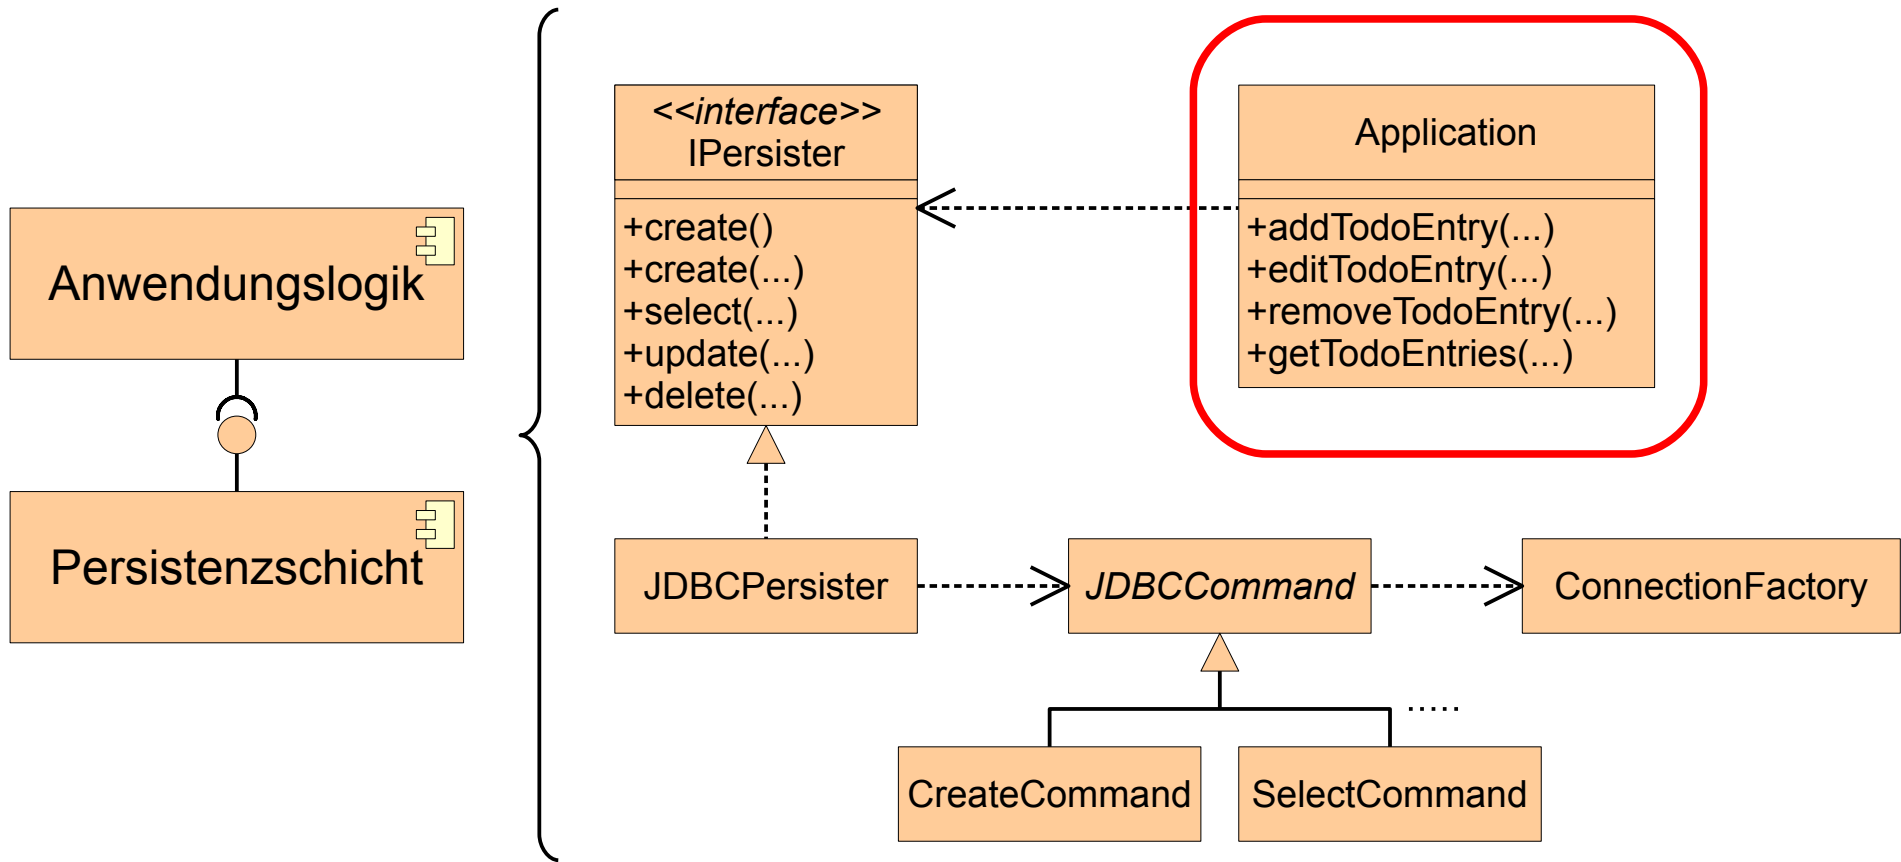 Anwendungslogik
Persistenzschicht
<<interface>>
IPersister
+create()
+create(...)
+select(...)
+update(...)
+delete(...)
Application
+addTodoEntry(...)
+editTodoEntry(...)
+removeTodoEntry(...)
+getTodoEntries(...)
JDBCPersister
JDBCCommand
ConnectionFactory
.....
CreateCommand
SelectCommand